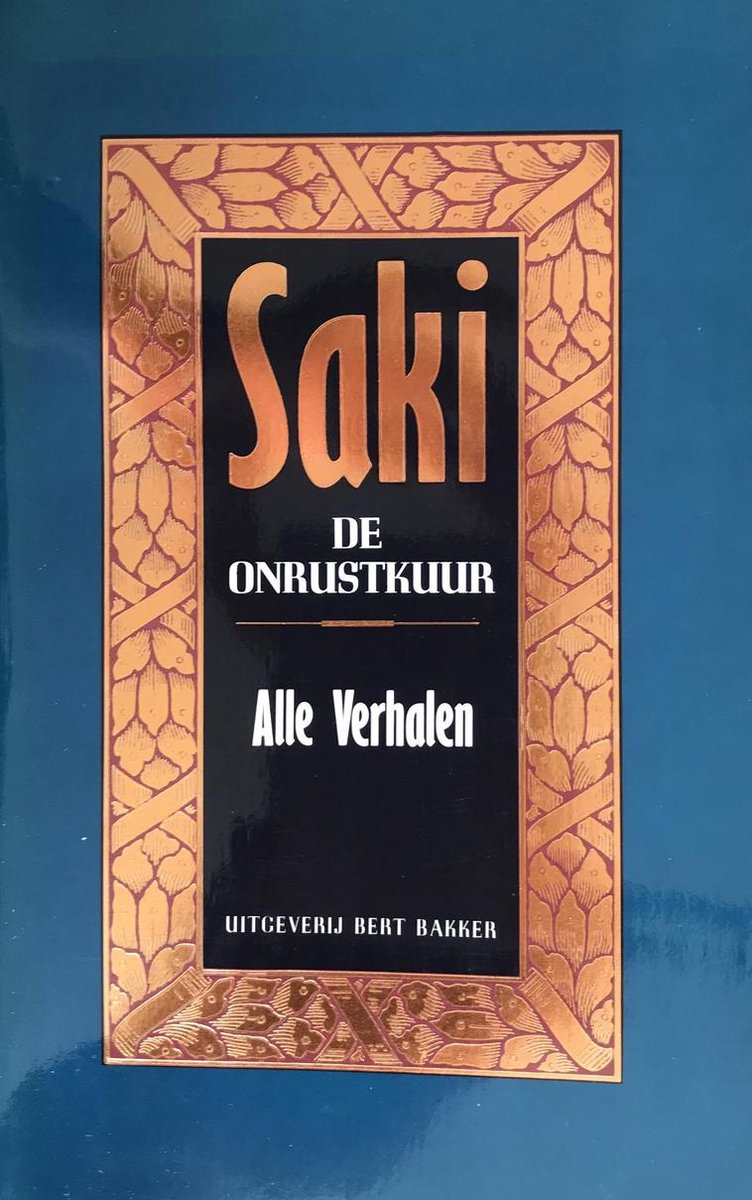 Saki
DE
ONRUSTKUUR
Alle Verhalen
UITGEVERIJ BERT BAKKER